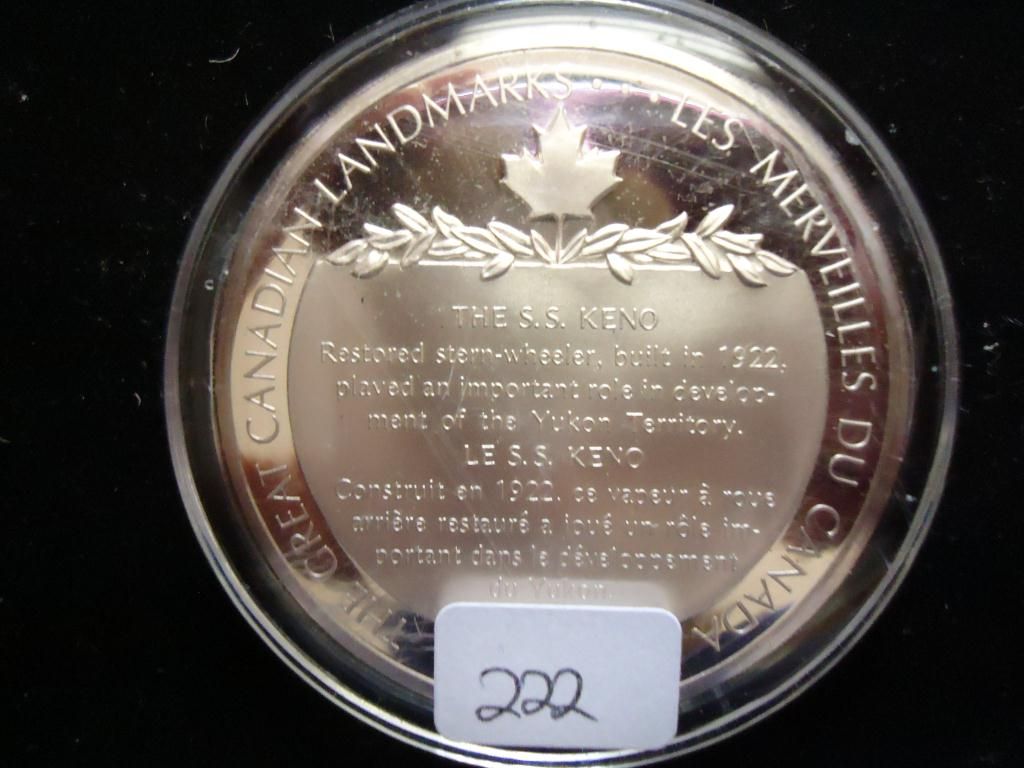 THE GREAT CANADIAN LANDMARKS · · · · LES MERVEILLES DU CANADA
THE S.S. KENO
Restored stern-wheeler, built in 1922,
played an important role in develop-
ment of the Yukon Territory.
LE S.S. KENO
Construit en 1922, ce vapeur à roue
arrière restauré a joué un rôle im-
portant dans le développement
du Yukon.
222